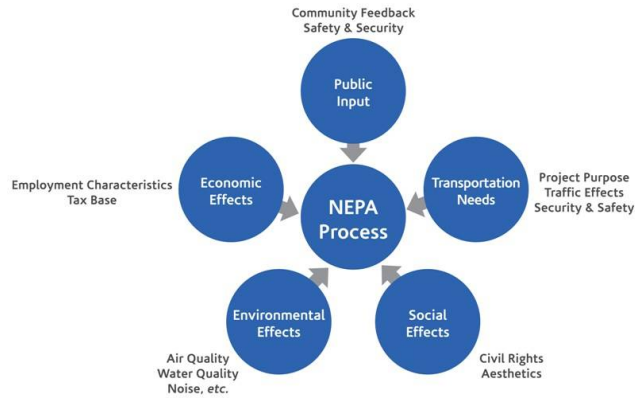 Community Feedback
Safety & Security
Public
Input
Employment Characteristics
Tax Base
Economic
Effects
NEPA
Process
Transportation
Needs
Project Purpose
Traffic Effects
Security & Safety
Environmental
Effects
Air Quality
Water Quality
Noise, etc.
Social
Effects
Civil Rights
Aesthetics